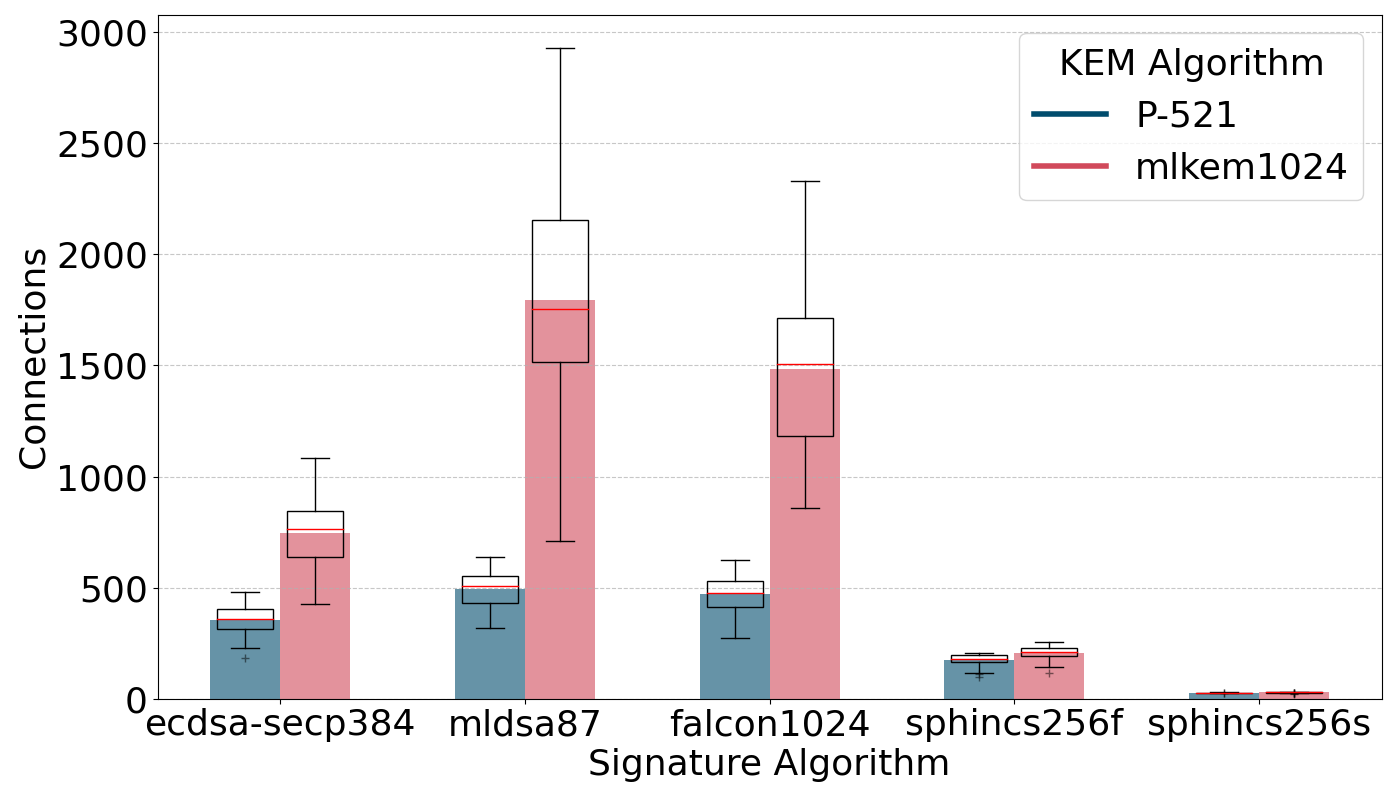 3000
2500
2000
1500
1000
500
0
Connections
KEM Algorithm
P-521
mlkem1024
ecdsa-secp384
mldsa87
falcon1024
sphincs256f
sphincs256s
Signature Algorithm